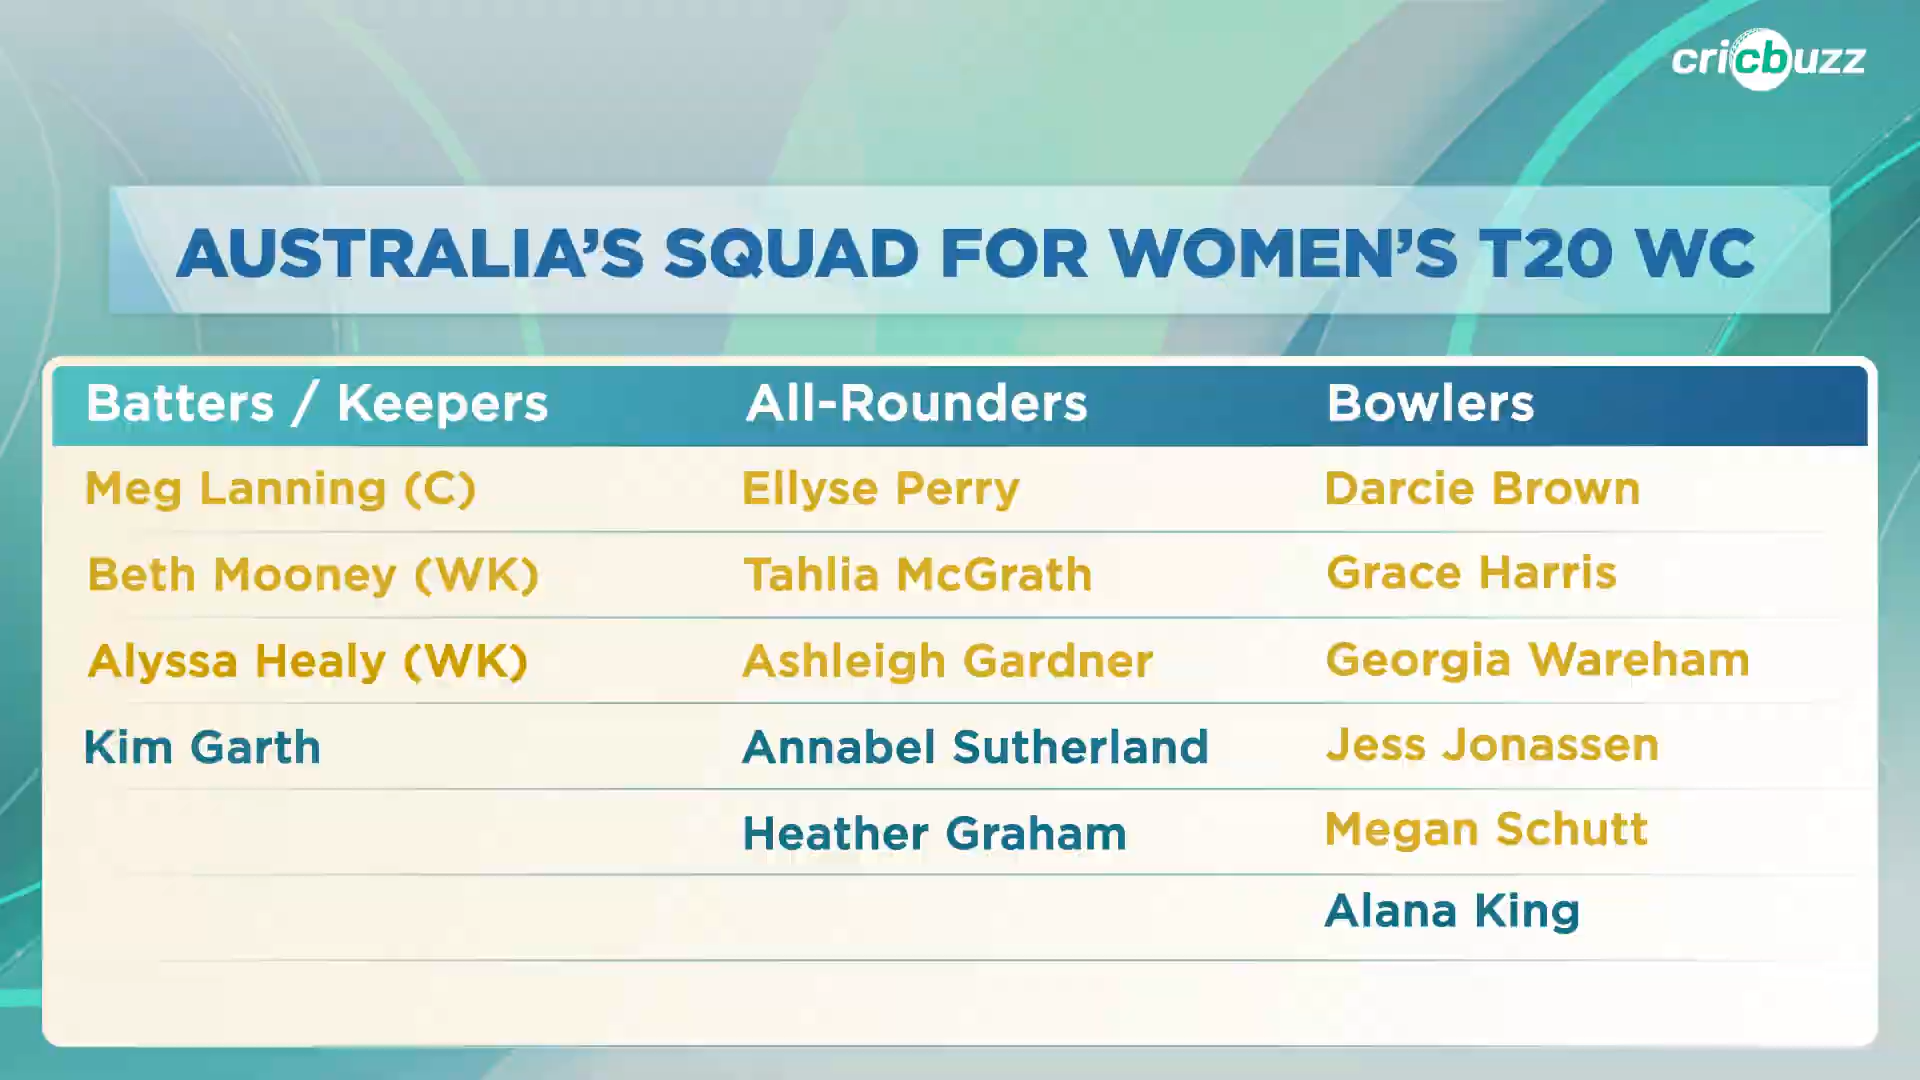 cricbuzz
AUSTRALIA'S SQUAD FOR WOMEN'S T20 WC
Batters / Keepers All-Rounders Bowlers
Meg Lanning (C) Ellyse Perry Darcie Brown
Beth Mooney (WK) Tahlia McGrath Grace Harris
Alyssa Healy (WK) Ashleigh Gardner Georgia Wareham
Kim Garth Annabel Sutherland Jess Jonassen
Heather Graham Megan Schutt
Alana King